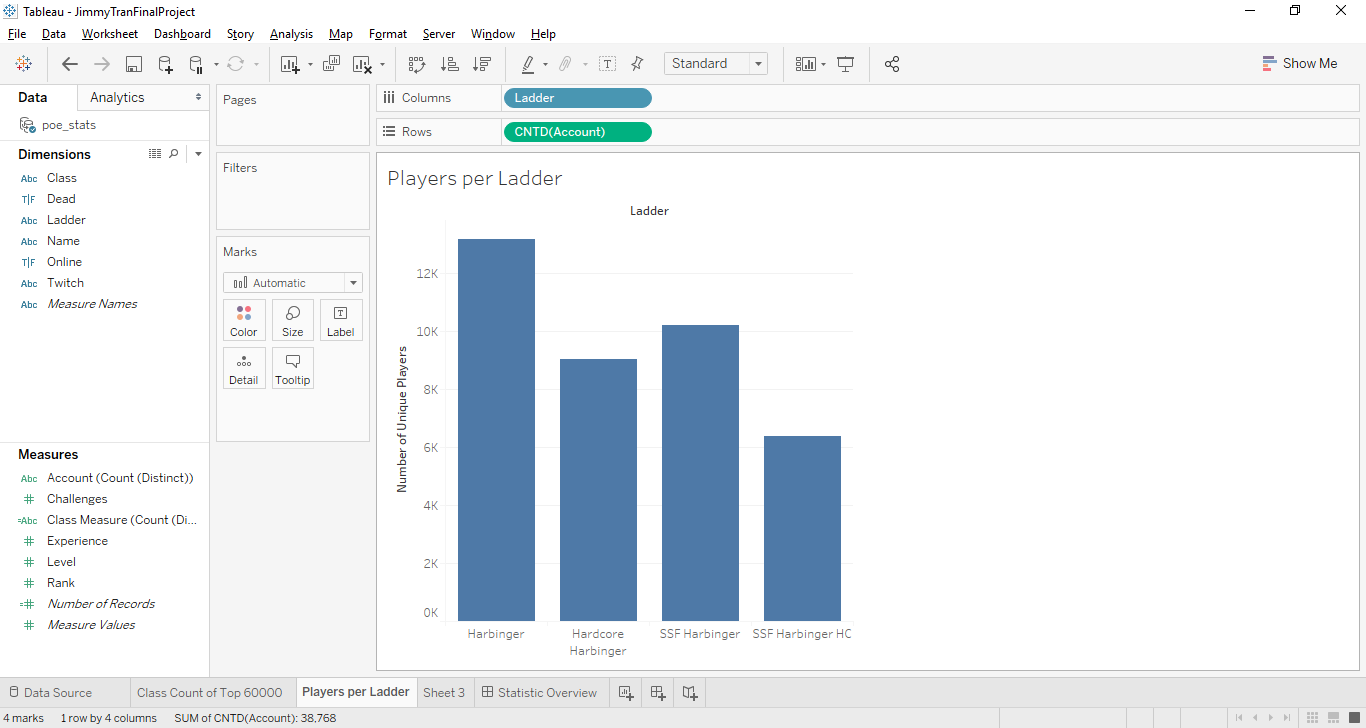 Tableau - JimmyTranFinalProject
File Data Worksheet Dashboard Story Analysis Map Format Server Window Help
Standard
Show Me
Data Analytics
poe_stats
Dimensions
Abc Class
T|F Dead
Abc Ladder
Abc Name
T|F Online
Abc Twitch
Abc Measure Names
Measures
Abc Account (Count (Distinct))
# Challenges
=Abc Class Measure (Count (Di...
# Experience
# Level
# Rank
=# Number of Records
# Measure Values
Pages
Filters
Marks
Automatic
Color Size Label
Detail Tooltip
Columns Ladder
Rows CNTD(Account)
Players per Ladder
Ladder
Number of Unique Players
12K
10K
8K
6K
4K
2K
0K
Harbinger Hardcore SSF Harbinger SSF Harbinger HC
Harbinger
Data Source Class Count of Top 60000 Players per Ladder Sheet 3 Statistic Overview
4 marks 1 row by 4 columns SUM of CNTD(Account): 38,768